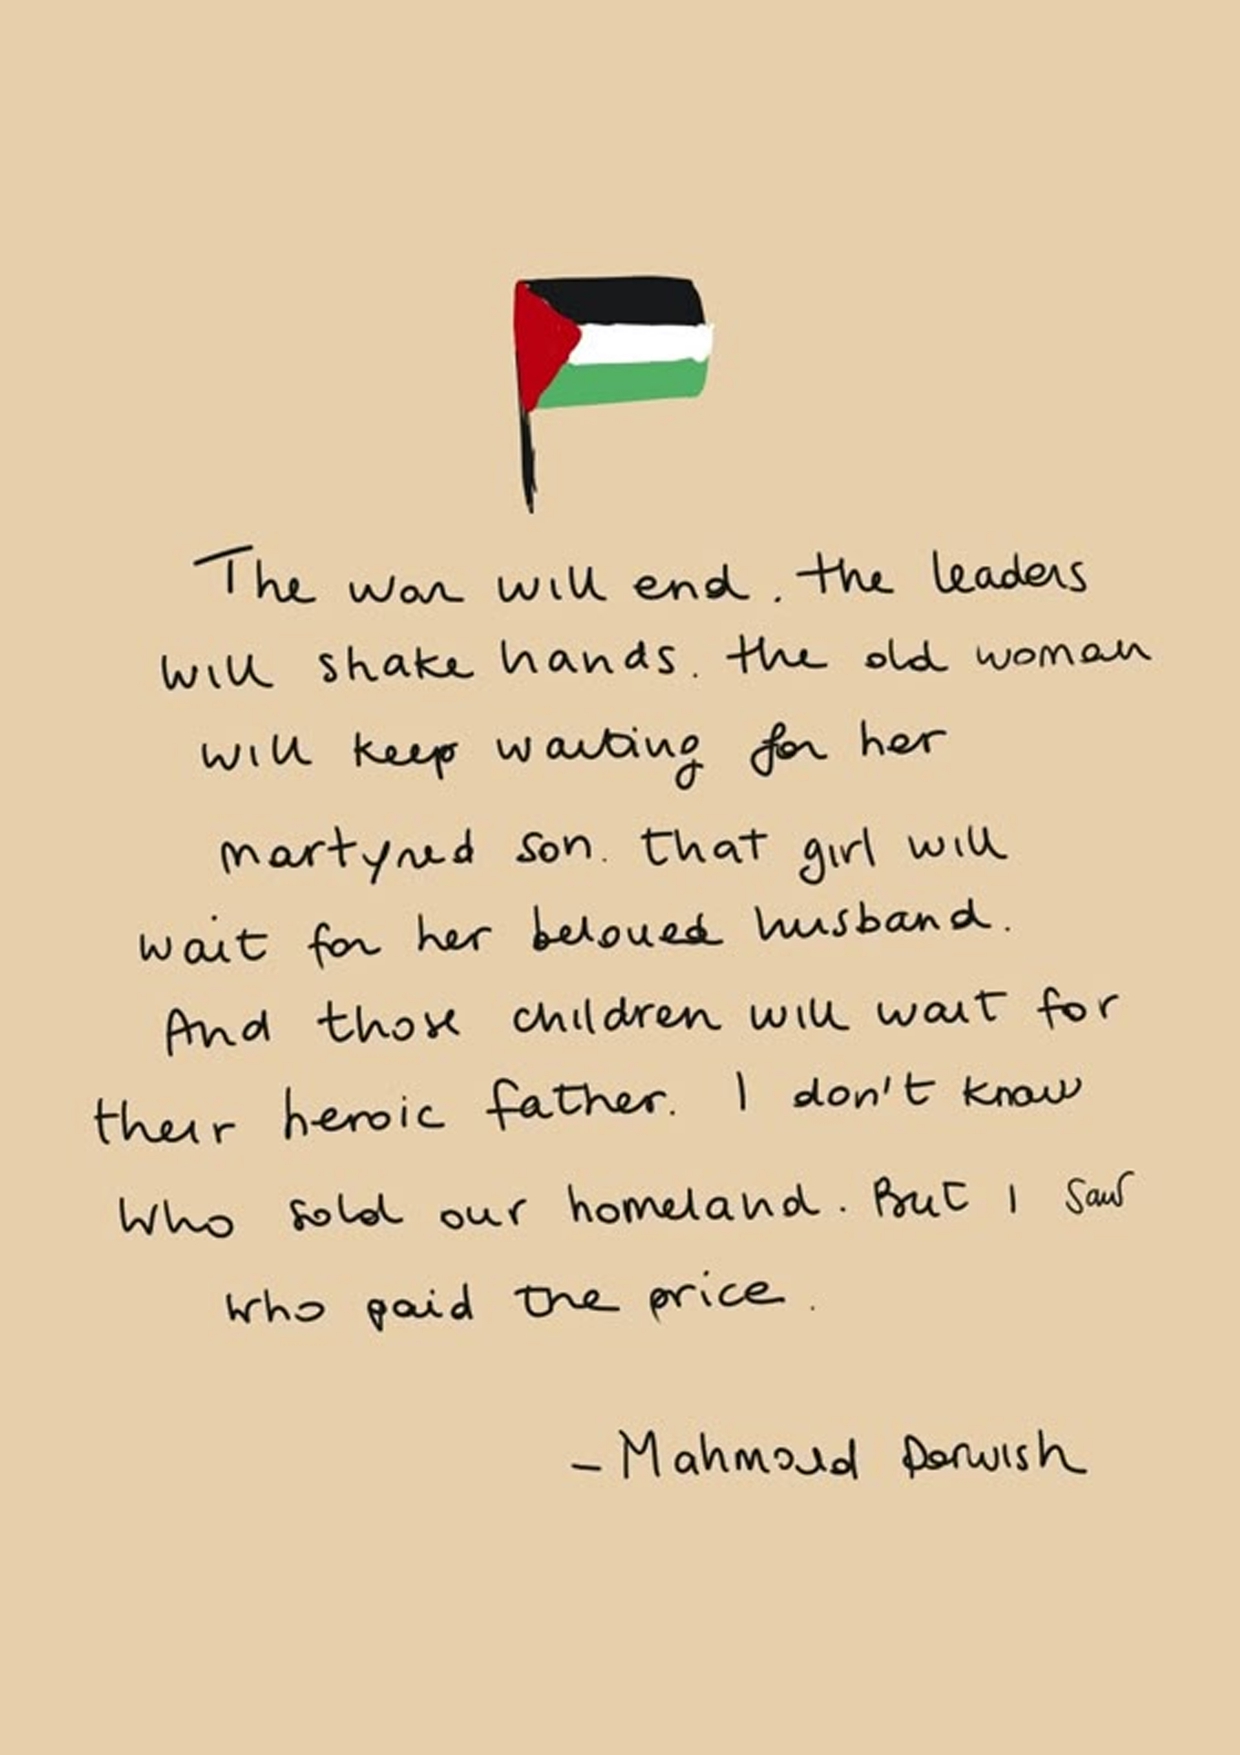 The war will end. the leaders
will shake hands. the old woman
will keep waiting for her
martyred son. that girl will
wait for her beloved husband.
And those children will wait for
their heroic father. I don't know
who sold our homeland. But I saw
who paid the price.
- Mahmoud Darwish